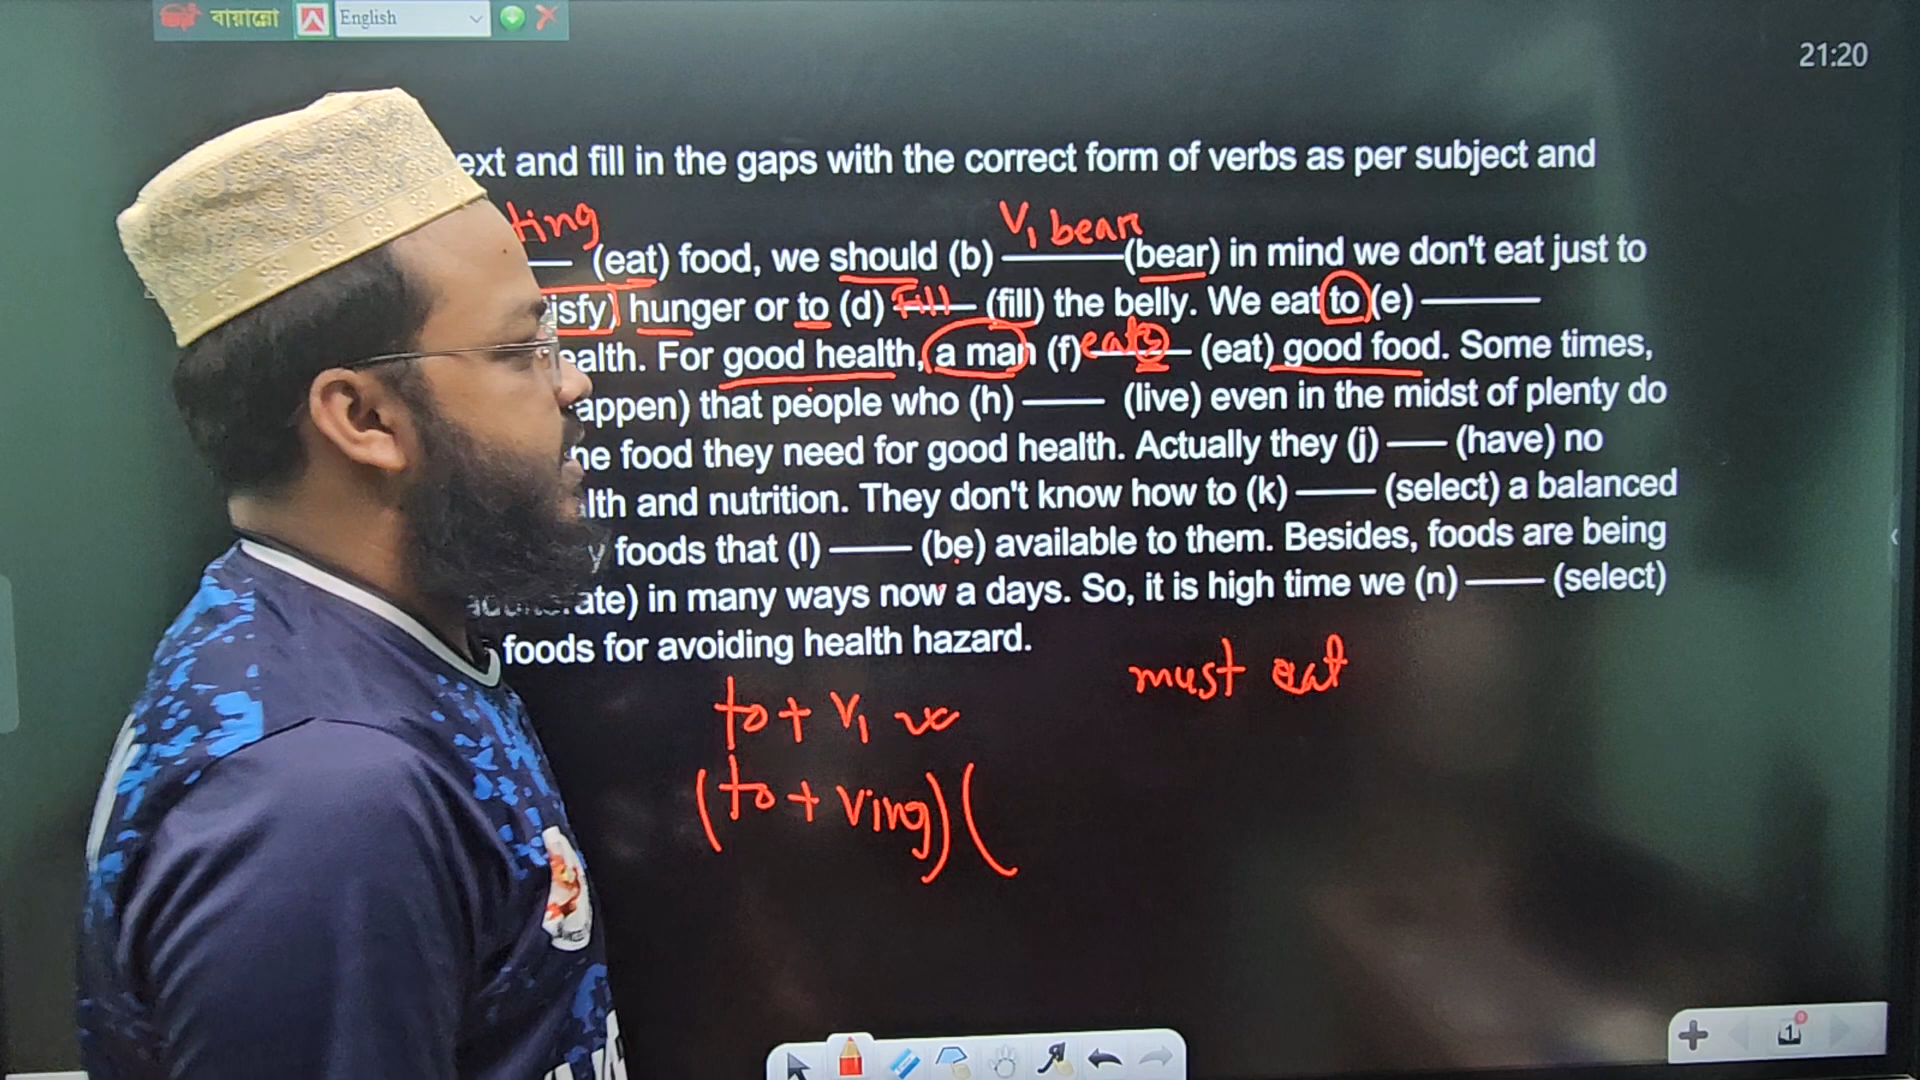 বায়ান্নো English
21:20
ext and fill in the gaps with the correct form of verbs as per subject and
ting V1 bear
(eat) food, we should (b) ———(bear) in mind we don't eat just to
isfy) hunger or to (d) Fill (fill) the belly. We eat to (e) ———
ealth. For good health, a man (f) eats (eat) good food. Some times,
appen) that people who (h) ——— (live) even in the midst of plenty do
he food they need for good health. Actually they (j) —— (have) no
lth and nutrition. They don't know how to (k) ——— (select) a balanced
y foods that (l) ——— (be) available to them. Besides, foods are being
ate) in many ways now a days. So, it is high time we (n) ——— (select)
foods for avoiding health hazard.
must eat
to + V1
(to + Ving) (
1